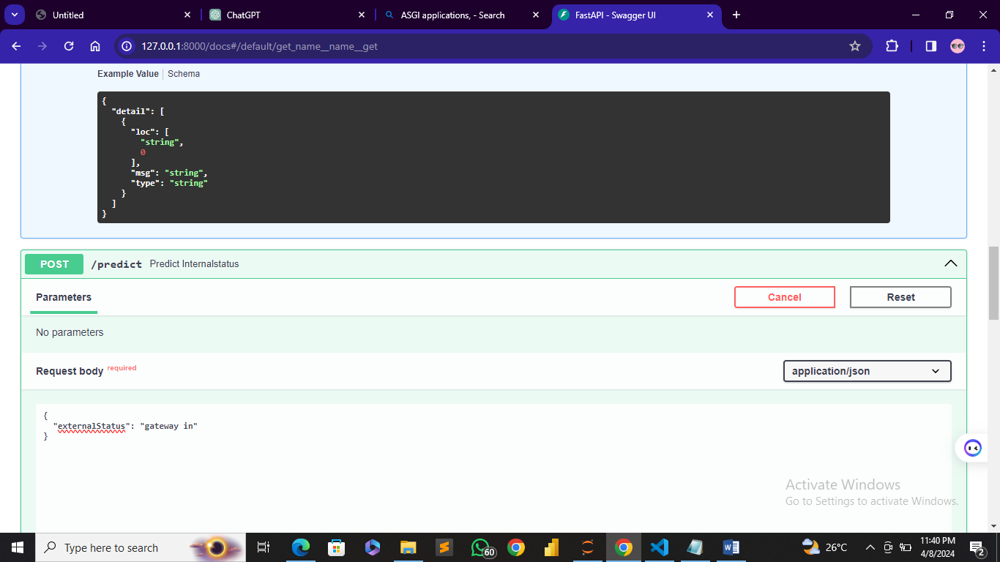 Untitled
ChatGPT
ASGI applications, - Search
FastAPI - Swagger UI
127.0.0.1:8000/docs#/default/get_name__name__get
Example Value
Schema
{
"detail": [
{
"loc": [
"string",
0
],
"msg": "string",
"type": "string"
}
]
}
POST /predict Predict Internalstatus
Parameters
Cancel
Reset
No parameters
Request body required
application/json
{
"externalStatus": "gateway in"
}
Activate Windows
Go to Settings to activate Windows.
Type here to search
60
26°C
11:40 PM
4/8/2024
2